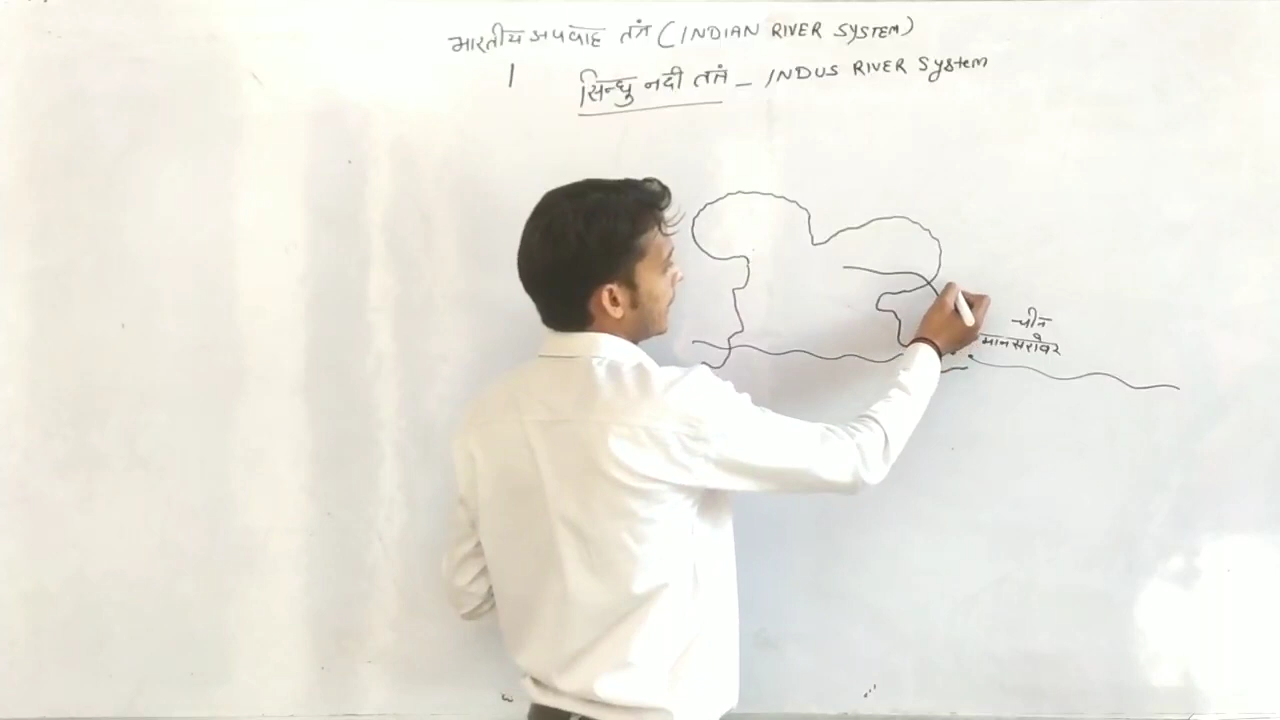 भारतीय अपवाह तंत्र (INDIAN RIVER SYSTEM)
1 सिन्धु नदी तंत्र - INDUS RIVER System
चीन
मानसरोवर